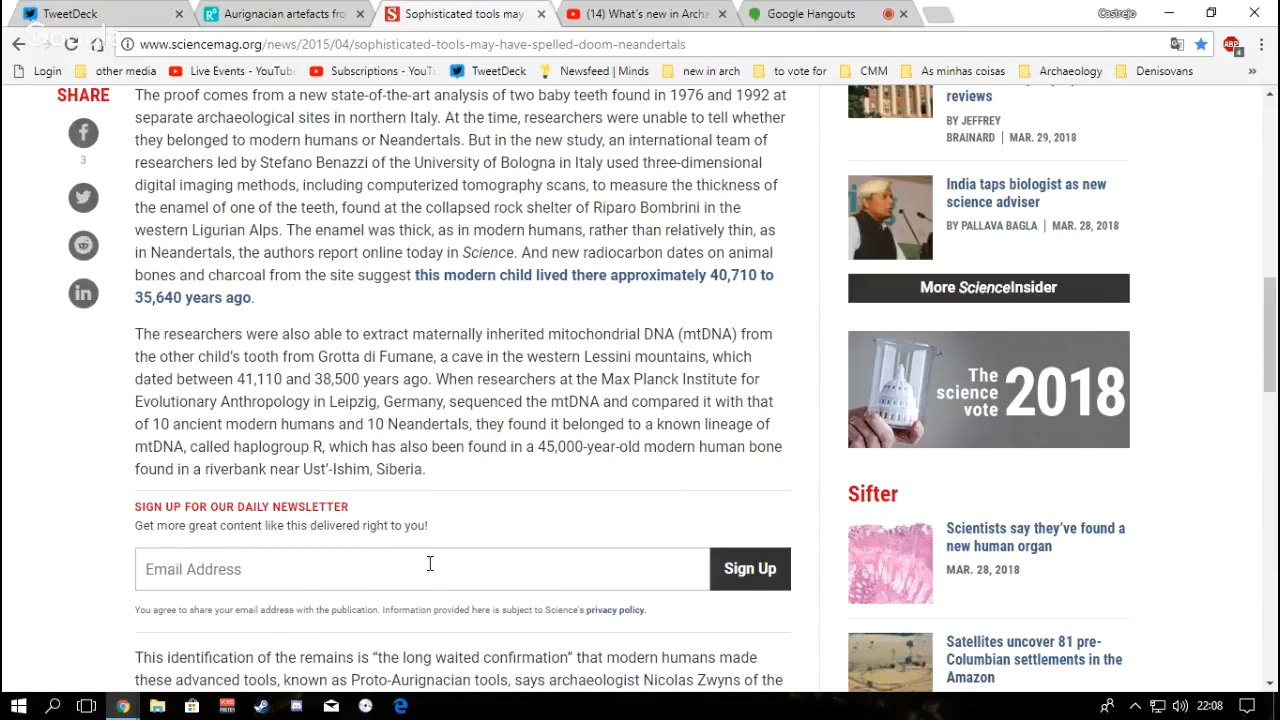 TweetDeck
Aurignacian artefacts fro
Sophisticated tools may
(14) What's new in Arch
Google Hangouts
Castrejo
www.sciencemag.org/news/2015/04/sophisticated-tools-may-have-spelled-doom-neandertals
Login
other media
Live Events - YouTube
Subscriptions - YouTu
TweetDeck
Newsfeed | Minds
new in arch
to vote for
CMM
As minhas coisas
Archaeology
Denisovans
SHARE
3
The proof comes from a new state-of-the-art analysis of two baby teeth found in 1976 and 1992 at
separate archaeological sites in northern Italy. At the time, researchers were unable to tell whether
they belonged to modern humans or Neandertals. But in the new study, an international team of
researchers led by Stefano Benazzi of the University of Bologna in Italy used three-dimensional
digital imaging methods, including computerized tomography scans, to measure the thickness of
the enamel of one of the teeth, found at the collapsed rock shelter of Riparo Bombrini in the
western Ligurian Alps. The enamel was thick, as in modern humans, rather than relatively thin, as
in Neandertals, the authors report online today in Science. And new radiocarbon dates on animal
bones and charcoal from the site suggest this modern child lived there approximately 40,710 to
35,640 years ago.
The researchers were also able to extract maternally inherited mitochondrial DNA (mtDNA) from
the other child's tooth from Grotta di Fumane, a cave in the western Lessini mountains, which
dated between 41,110 and 38,500 years ago. When researchers at the Max Planck Institute for
Evolutionary Anthropology in Leipzig, Germany, sequenced the mtDNA and compared it with that
of 10 ancient modern humans and 10 Neandertals, they found it belonged to a known lineage of
mtDNA, called haplogroup R, which has also been found in a 45,000-year-old modern human bone
found in a riverbank near Ust'-Ishim, Siberia.
SIGN UP FOR OUR DAILY NEWSLETTER
Get more great content like this delivered right to you!
Email Address
Sign Up
You agree to share your email address with the publication. Information provided here is subject to Science's privacy policy.
This identification of the remains is "the long waited confirmation" that modern humans made
these advanced tools, known as Proto-Aurignacian tools, says archaeologist Nicolas Zwyns of the
reviews
BY JEFFREY
BRAINARD | MAR. 29, 2018
India taps biologist as new
science adviser
BY PALLAVA BAGLA | MAR. 28, 2018
More ScienceInsider
The
science
vote 2018
Sifter
Scientists say they've found a
new human organ
MAR. 28, 2018
Satellites uncover 81 pre-
Columbian settlements in the
Amazon
22:08